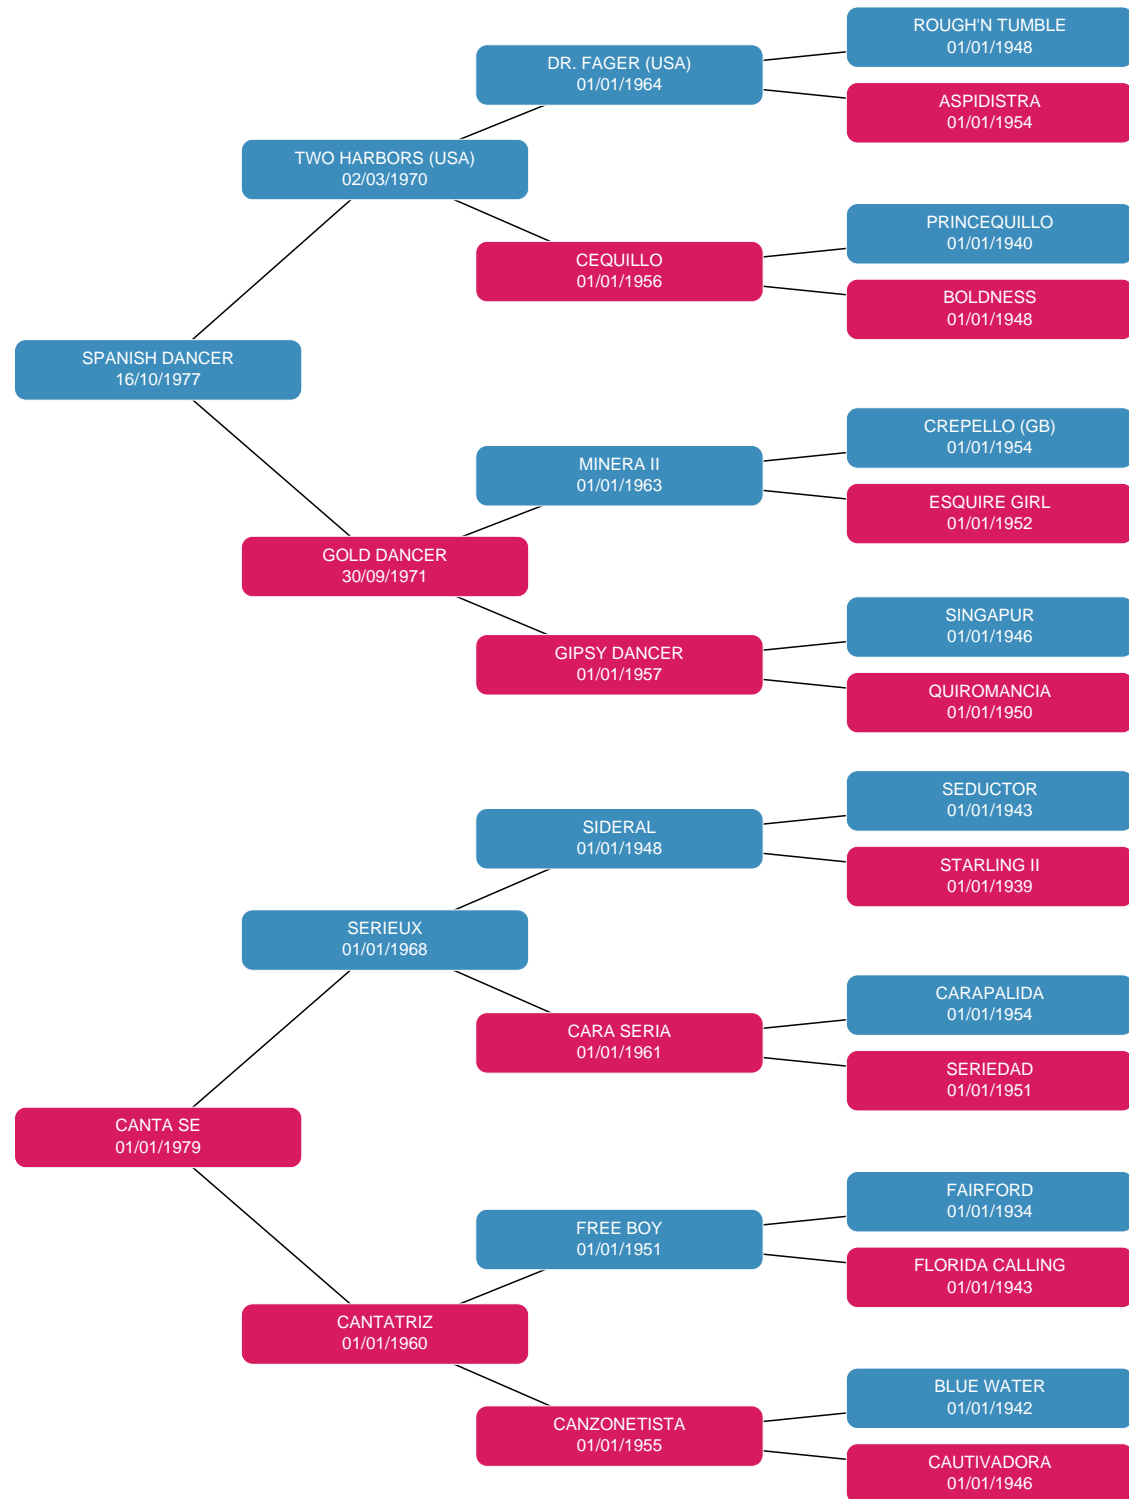 ROUGH'N TUMBLE
01/01/1948
DR. FAGER (USA)
01/01/1964
ASPIDISTRA
01/01/1954
TWO HARBORS (USA)
02/03/1970
PRINCEQUILLO
01/01/1940
CEQUILLO
01/01/1956
BOLDNESS
01/01/1948
SPANISH DANCER
16/10/1977
CREPELLO (GB)
01/01/1954
MINERA II
01/01/1963
ESQUIRE GIRL
01/01/1952
GOLD DANCER
30/09/1971
SINGAPUR
01/01/1946
GIPSY DANCER
01/01/1957
QUIROMANCIA
01/01/1950
SEDUCTOR
01/01/1943
SIDERAL
01/01/1948
STARLING II
01/01/1939
SERIEUX
01/01/1968
CARAPALIDA
01/01/1954
CARA SERIA
01/01/1961
SERIEDAD
01/01/1951
CANTA SE
01/01/1979
FAIRFORD
01/01/1934
FREE BOY
01/01/1951
FLORIDA CALLING
01/01/1943
CANTATRIZ
01/01/1960
BLUE WATER
01/01/1942
CANZONETISTA
01/01/1955
CAUTIVADORA
01/01/1946